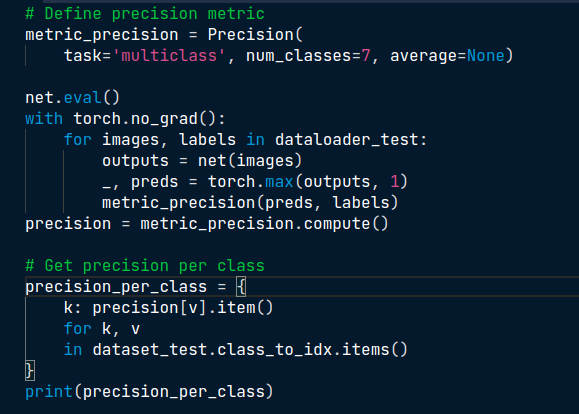 # Define precision metric
metric_precision = Precision(
    task='multiclass', num_classes=7, average=None)
net.eval()
with torch.no_grad():
    for images, labels in dataloader_test:
        outputs = net(images)
        _, preds = torch.max(outputs, 1)
        metric_precision(preds, labels)
precision = metric_precision.compute()
# Get precision per class
precision_per_class = {
    k: precision[v].item()
    for k, v
    in dataset_test.class_to_idx.items()
}
print(precision_per_class)